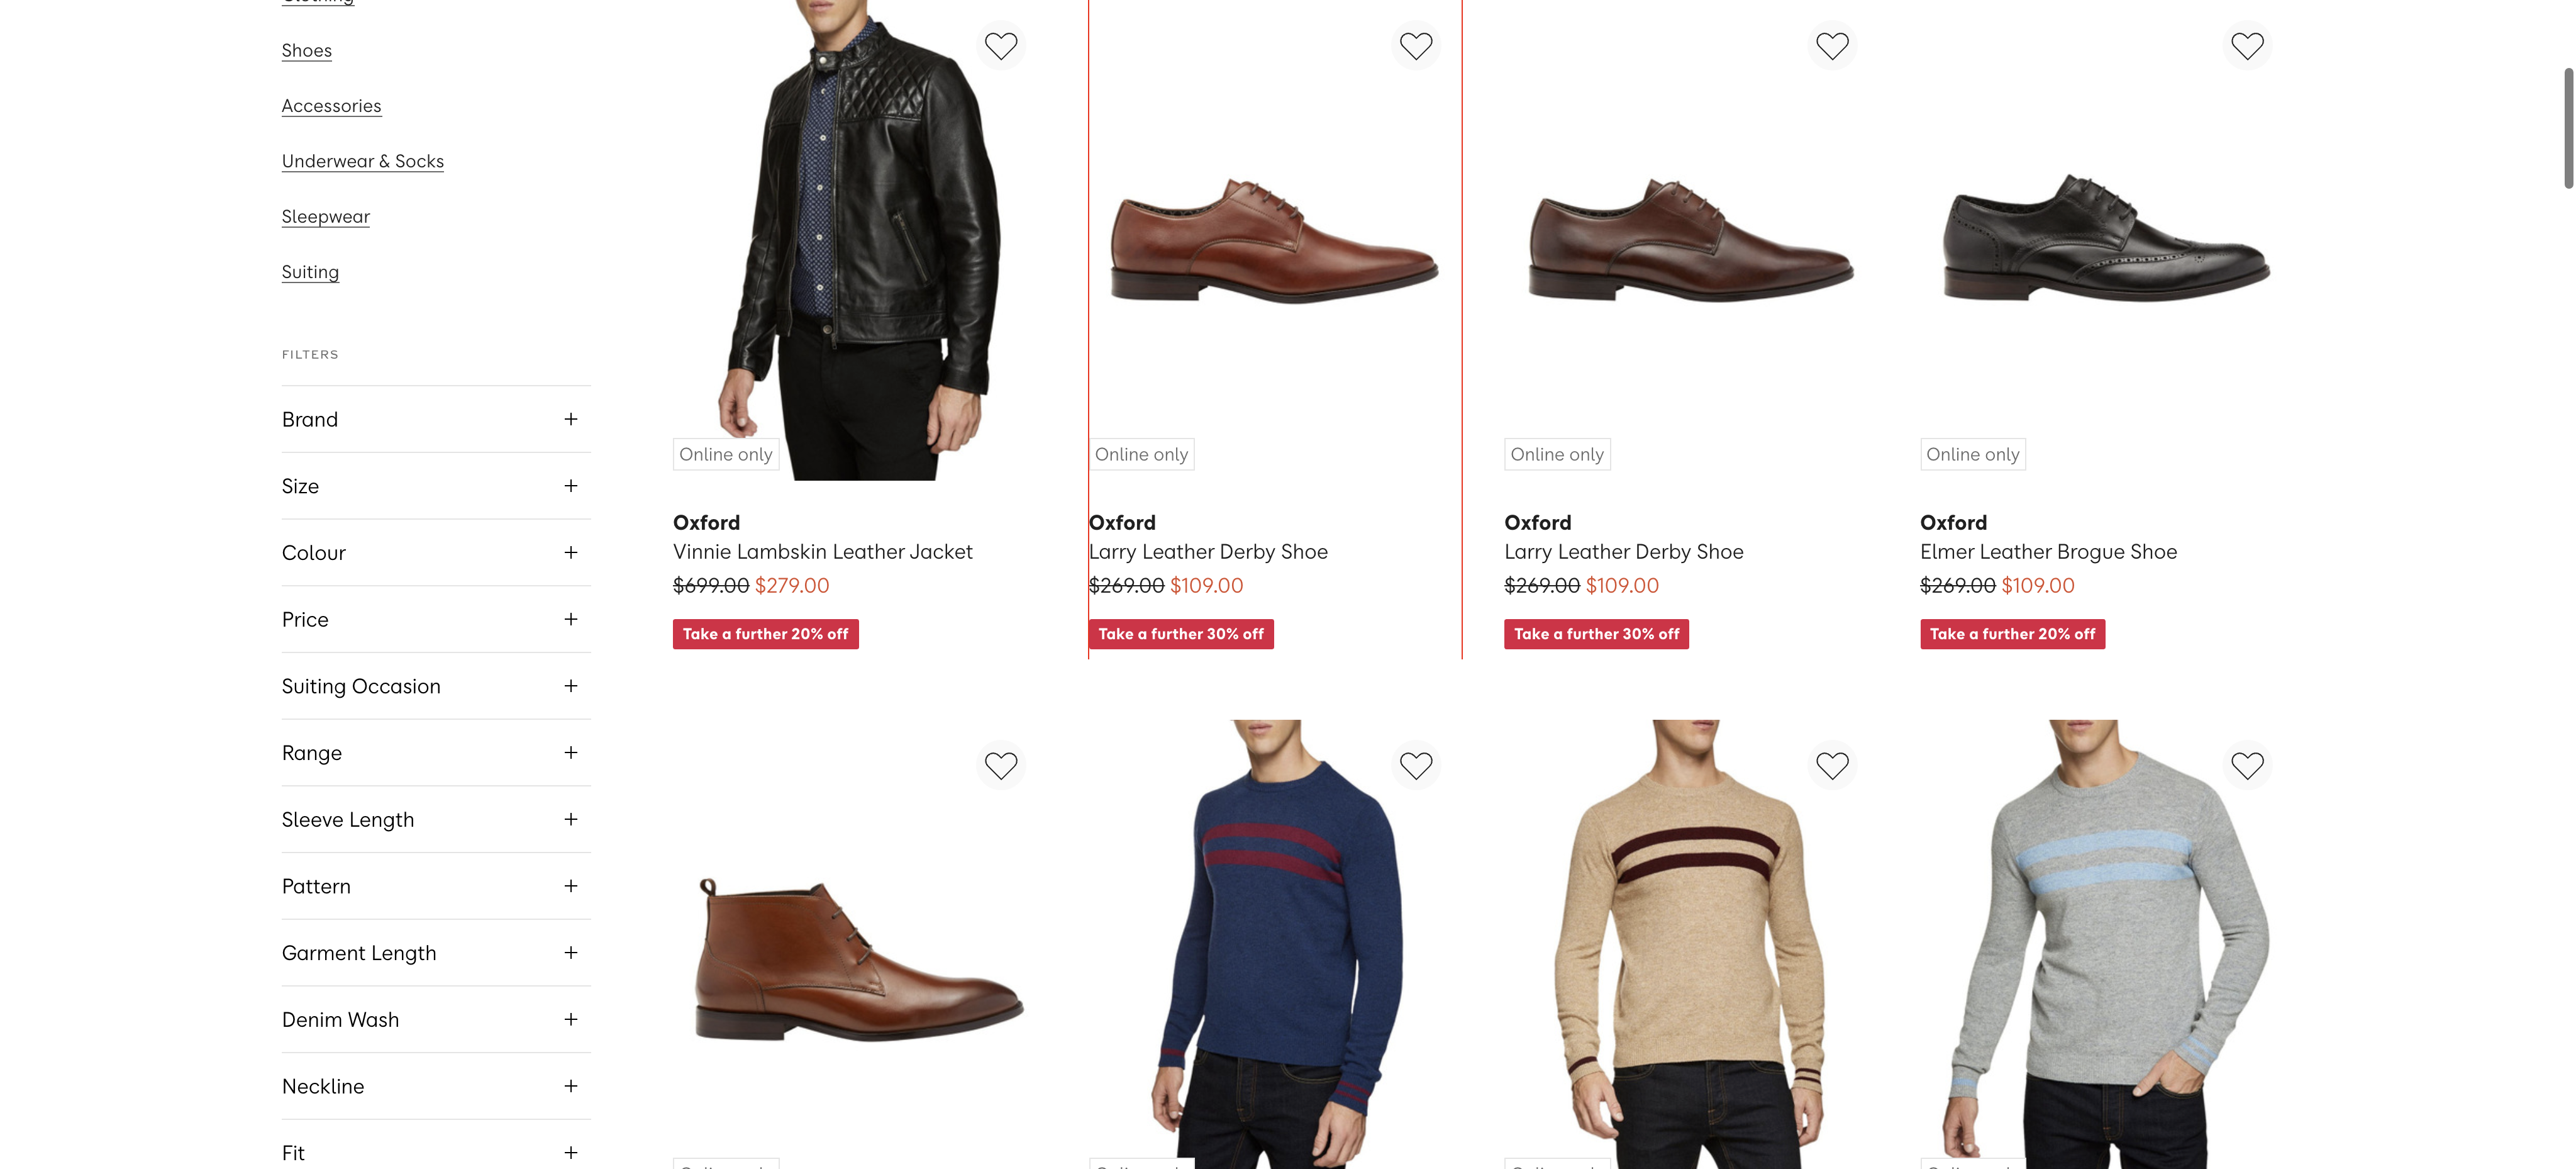 Clothing
Shoes
Accessories
Underwear & Socks
Sleepwear
Suiting
FILTERS
Brand
Size
Colour
Price
Suiting Occasion
Range
Sleeve Length
Pattern
Garment Length
Denim Wash
Neckline
Fit
Online only
Oxford
Vinnie Lambskin Leather Jacket
$699.00 $279.00
Take a further 20% off
Online only
Oxford
Larry Leather Derby Shoe
$269.00 $109.00
Take a further 30% off
Online only
Oxford
Larry Leather Derby Shoe
$269.00 $109.00
Take a further 30% off
Online only
Oxford
Elmer Leather Brogue Shoe
$269.00 $109.00
Take a further 20% off